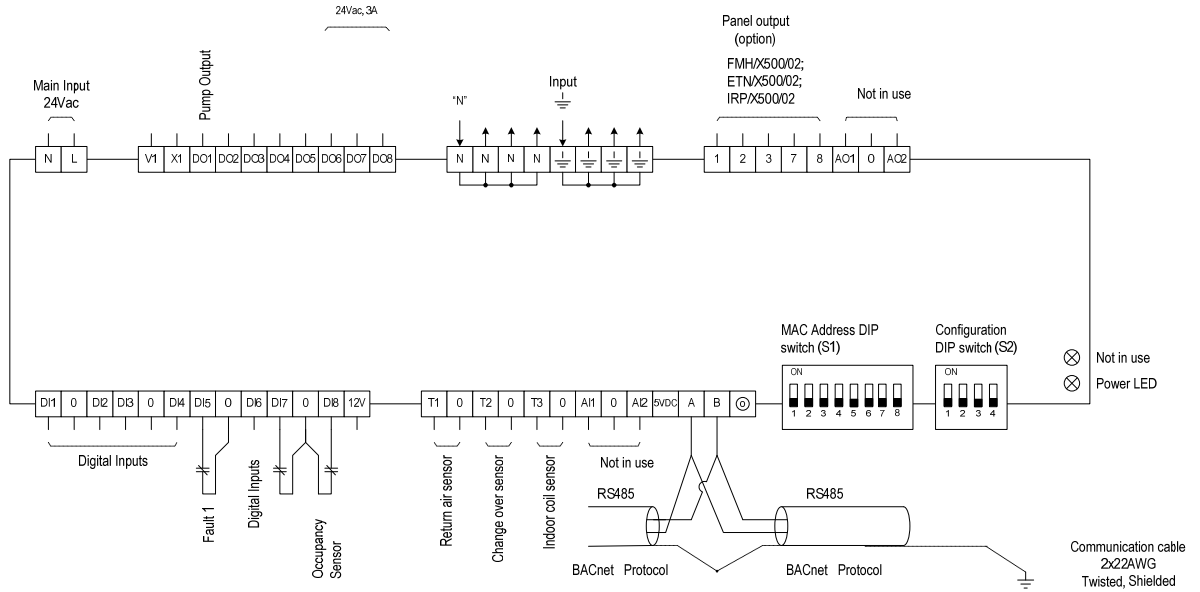 24Vac, 3A
Panel output
(option)
FMH/X500/02;
ETN/X500/02;
IRP/X500/02
Not in use
Main Input
24Vac
Pump Output
"N"
Input
N L
V1 X1 DO1 DO2 DO3 DO4 DO5 DO6 DO7 DO8
N N N N
1 2 3 7 8 AO1 0 AO2
MAC Address DIP
switch (S1)
ON
1 2 3 4 5 6 7 8
Configuration
DIP switch (S2)
ON
1 2 3 4
Not in use
Power LED
DI1 0 DI2 DI3 0 DI4 DI5 0 DI6 DI7 0 DI8 12V
T1 0 T2 0 T3 0 AI1 0 AI2 5VDC A B
Digital Inputs
Fault 1
Digital Inputs
Occupancy
Sensor
Return air sensor
Change over sensor
Indoor coil sensor
Not in use
RS485
RS485
BACnet Protocol
BACnet Protocol
Communication cable
2x22AWG
Twisted, Shielded